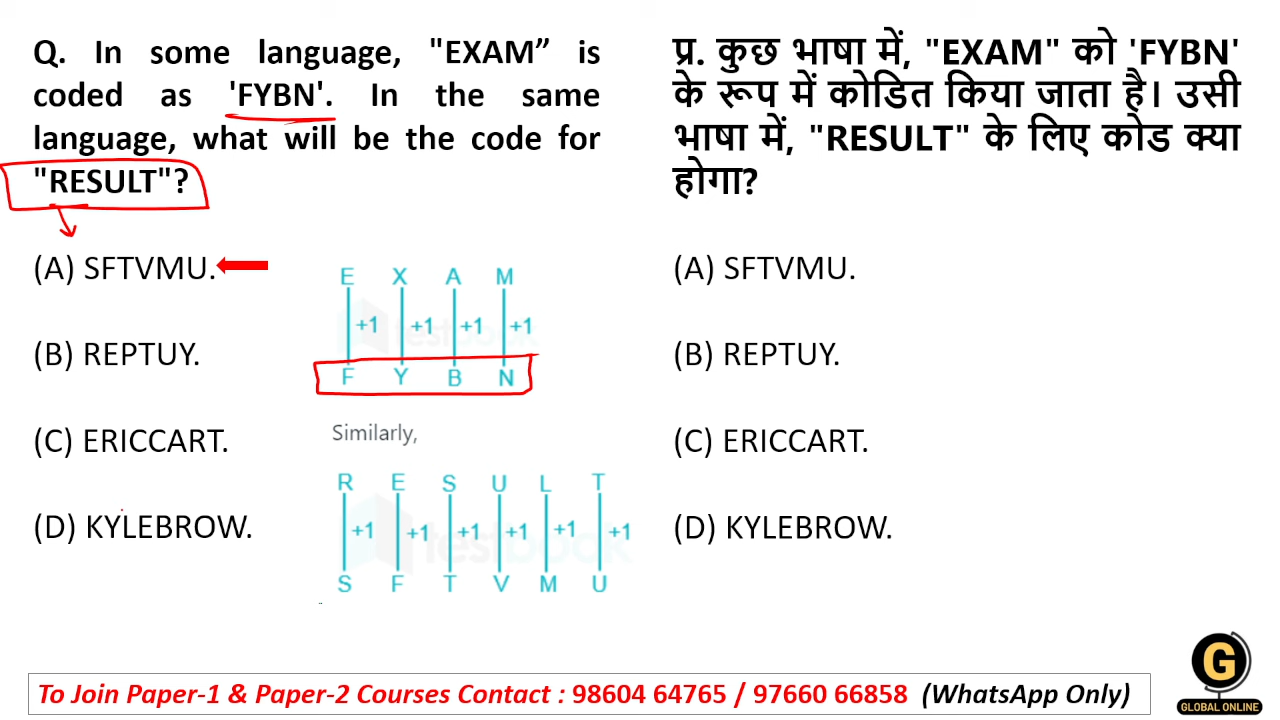 Q. In some language, "EXAM” is
coded as 'FYBN'. In the same
language, what will be the code for
"RESULT"?
(A) SFTVMU.
(B) REPTUY.
(C) ERICCART.
(D) KYLEBROW.
E X A M
+1 +1 +1 +1
F Y B N
Similarly,
R E S U L T
+1 +1 +1 +1 +1 +1
S F T V M U
testbook
testbook
प्र. कुछ भाषा में, "EXAM" को 'FYBN'
के रूप में कोडित किया जाता है। उसी
भाषा में, "RESULT" के लिए कोड क्या
होगा?
(A) SFTVMU.
(B) REPTUY.
(C) ERICCART.
(D) KYLEBROW.
To Join Paper-1 & Paper-2 Courses Contact : 98604 64765 / 97660 66858 (WhatsApp Only)
G
GLOBAL ONLINE